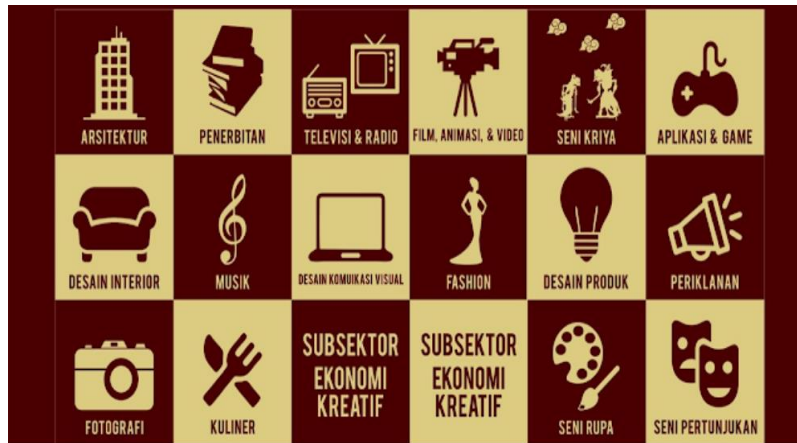 ARSITEKTUR
PENERBITAN
TELEVISI & RADIO
FILM, ANIMASI, & VIDEO
SENI KRIYA
APLIKASI & GAME
DESAIN INTERIOR
MUSIK
DESAIN KOMUIKASI VISUAL
FASHION
DESAIN PRODUK
PERIKLANAN
FOTOGRAFI
KULINER
SUBSEKTOR
EKONOMI
KREATIF
SUBSEKTOR
EKONOMI
KREATIF
SENI RUPA
SENI PERTUNJUKAN